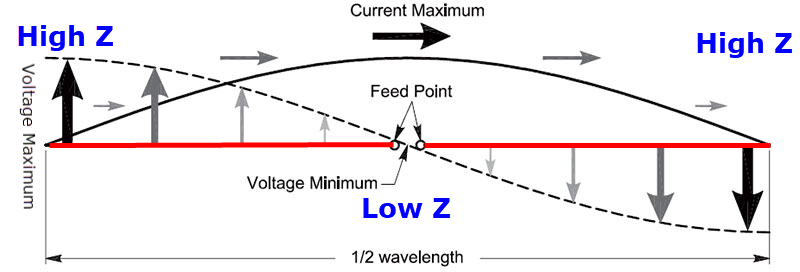 Current Maximum
High Z
High Z
Voltage Maximum
Feed Point
Voltage Minimum
Low Z
1/2 wavelength